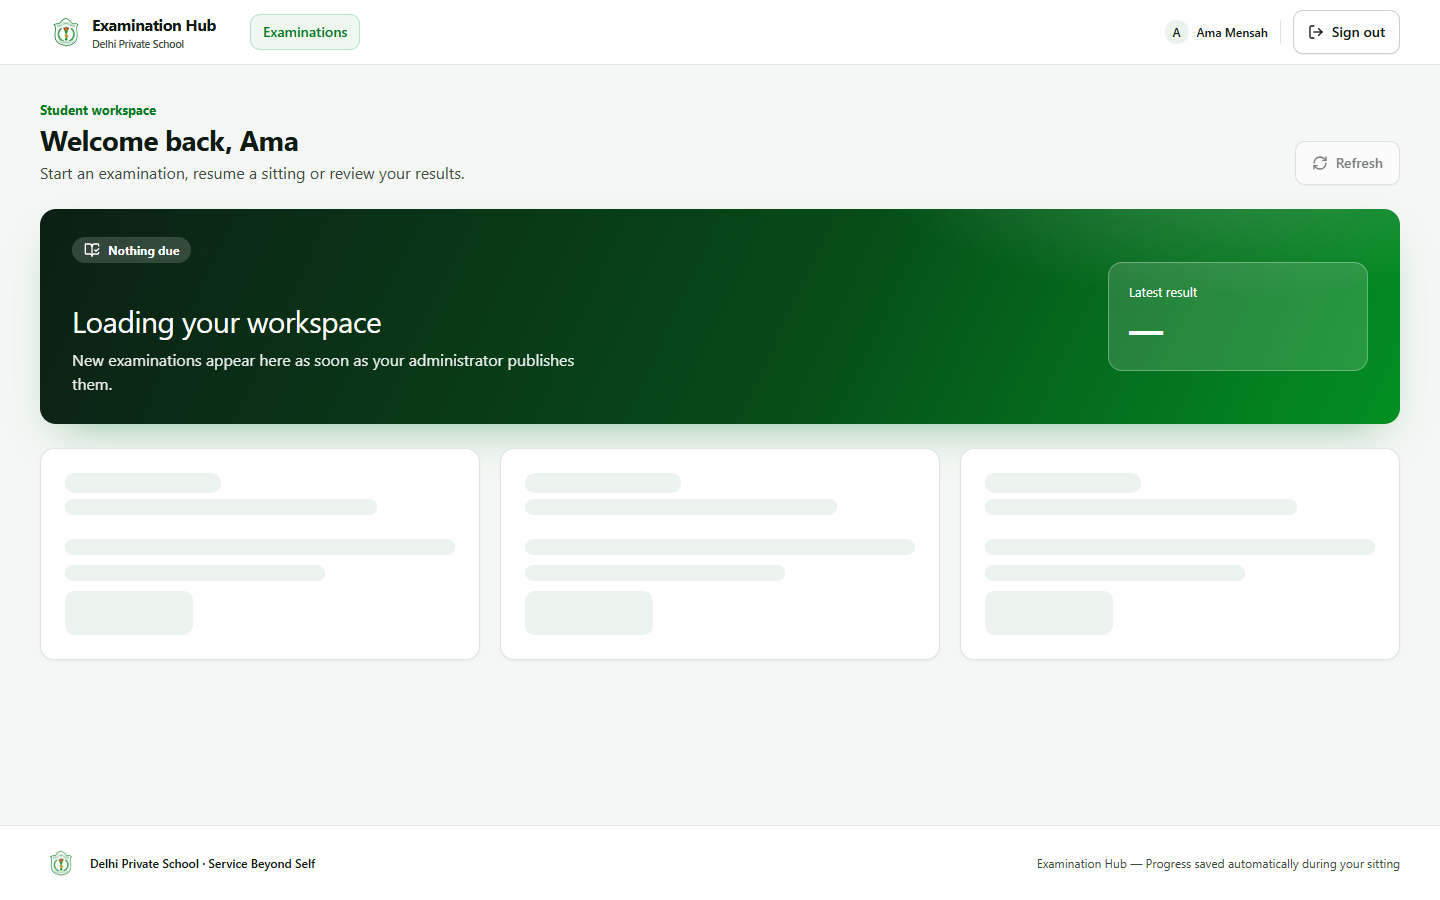 Examination Hub
Delhi Private School
Examinations
A
Ama Mensah
Sign out
Student workspace
Welcome back, Ama
Start an examination, resume a sitting or review your results.
Refresh
Nothing due
Loading your workspace
New examinations appear here as soon as your administrator publishes
them.
Latest result
—
Delhi Private School · Service Beyond Self
Examination Hub — Progress saved automatically during your sitting